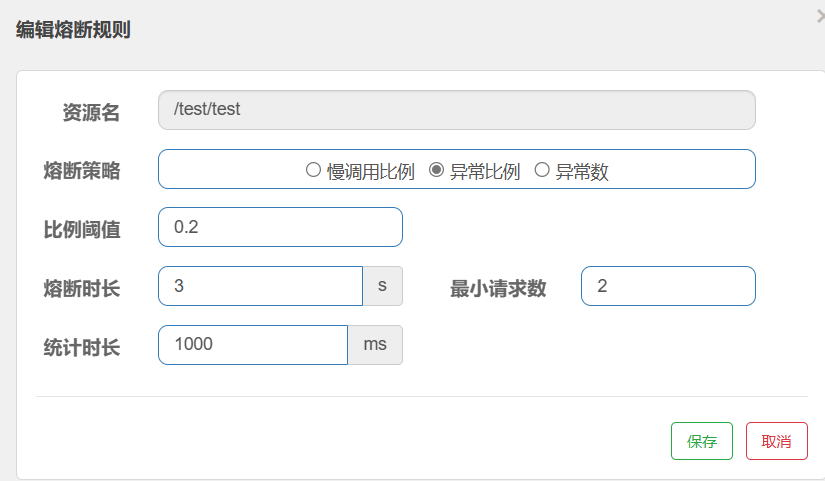 编辑熔断规则
×
资源名 /test/test
熔断策略 慢调用比例 异常比例 异常数
比例阈值 0.2
熔断时长 3 s 最小请求数 2
统计时长 1000 ms
保存 取消